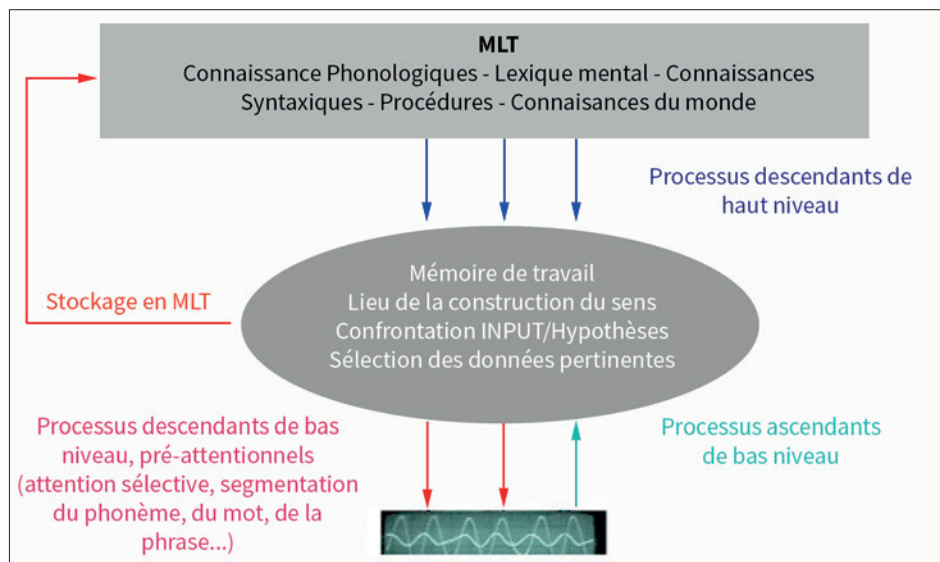 MLT
Connaissance Phonologiques - Lexique mental - Connaissances
Syntaxiques - Procédures - Connaisances du monde
Processus descendants de
haut niveau
Mémoire de travail
Lieu de la construction du sens
Confrontation INPUT/Hypothèses
Sélection des données pertinentes
Stockage en MLT
Processus descendants de bas
niveau, pré-attentionnels
(attention sélective, segmentation
du phonème, du mot, de la
phrase...)
Processus ascendants
de bas niveau